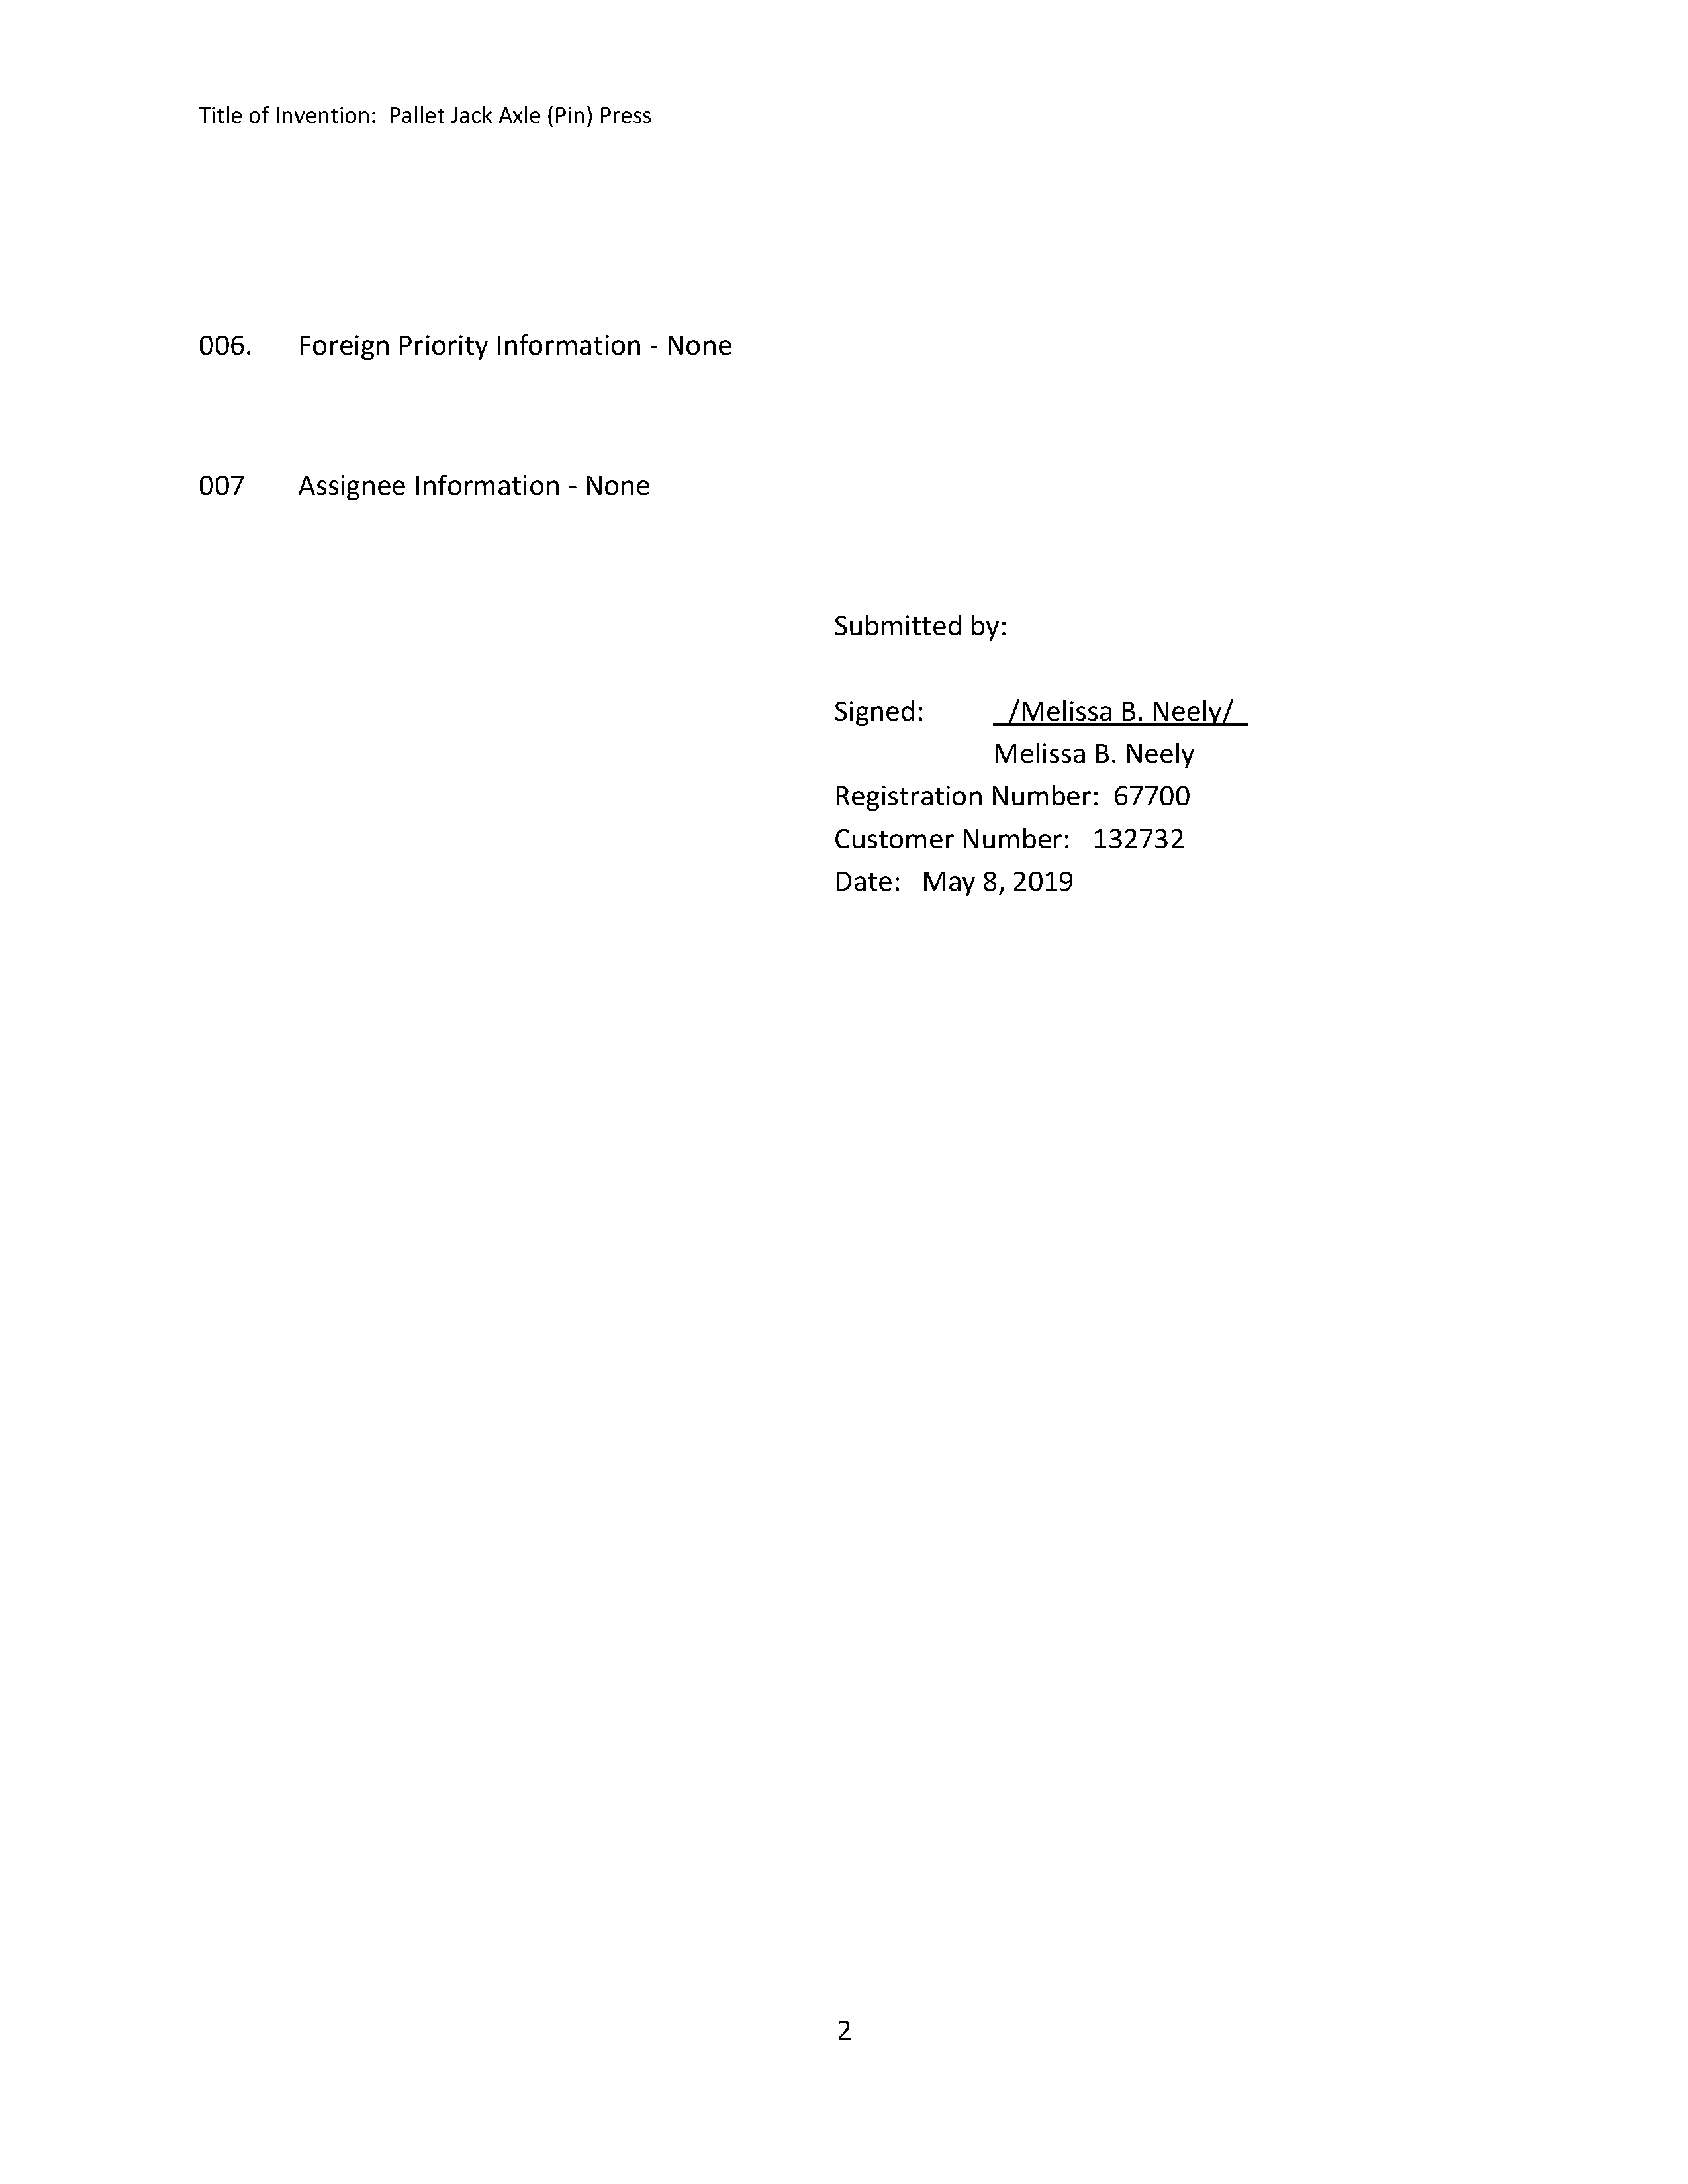 Title of Invention: Pallet Jack Axle (Pin) Press
006. Foreign Priority Information - None
007 Assignee Information - None
Submitted by:
Signed: /Melissa B. Neely/
Melissa B. Neely
Registration Number: 67700
Customer Number: 132732
Date: May 8, 2019
2